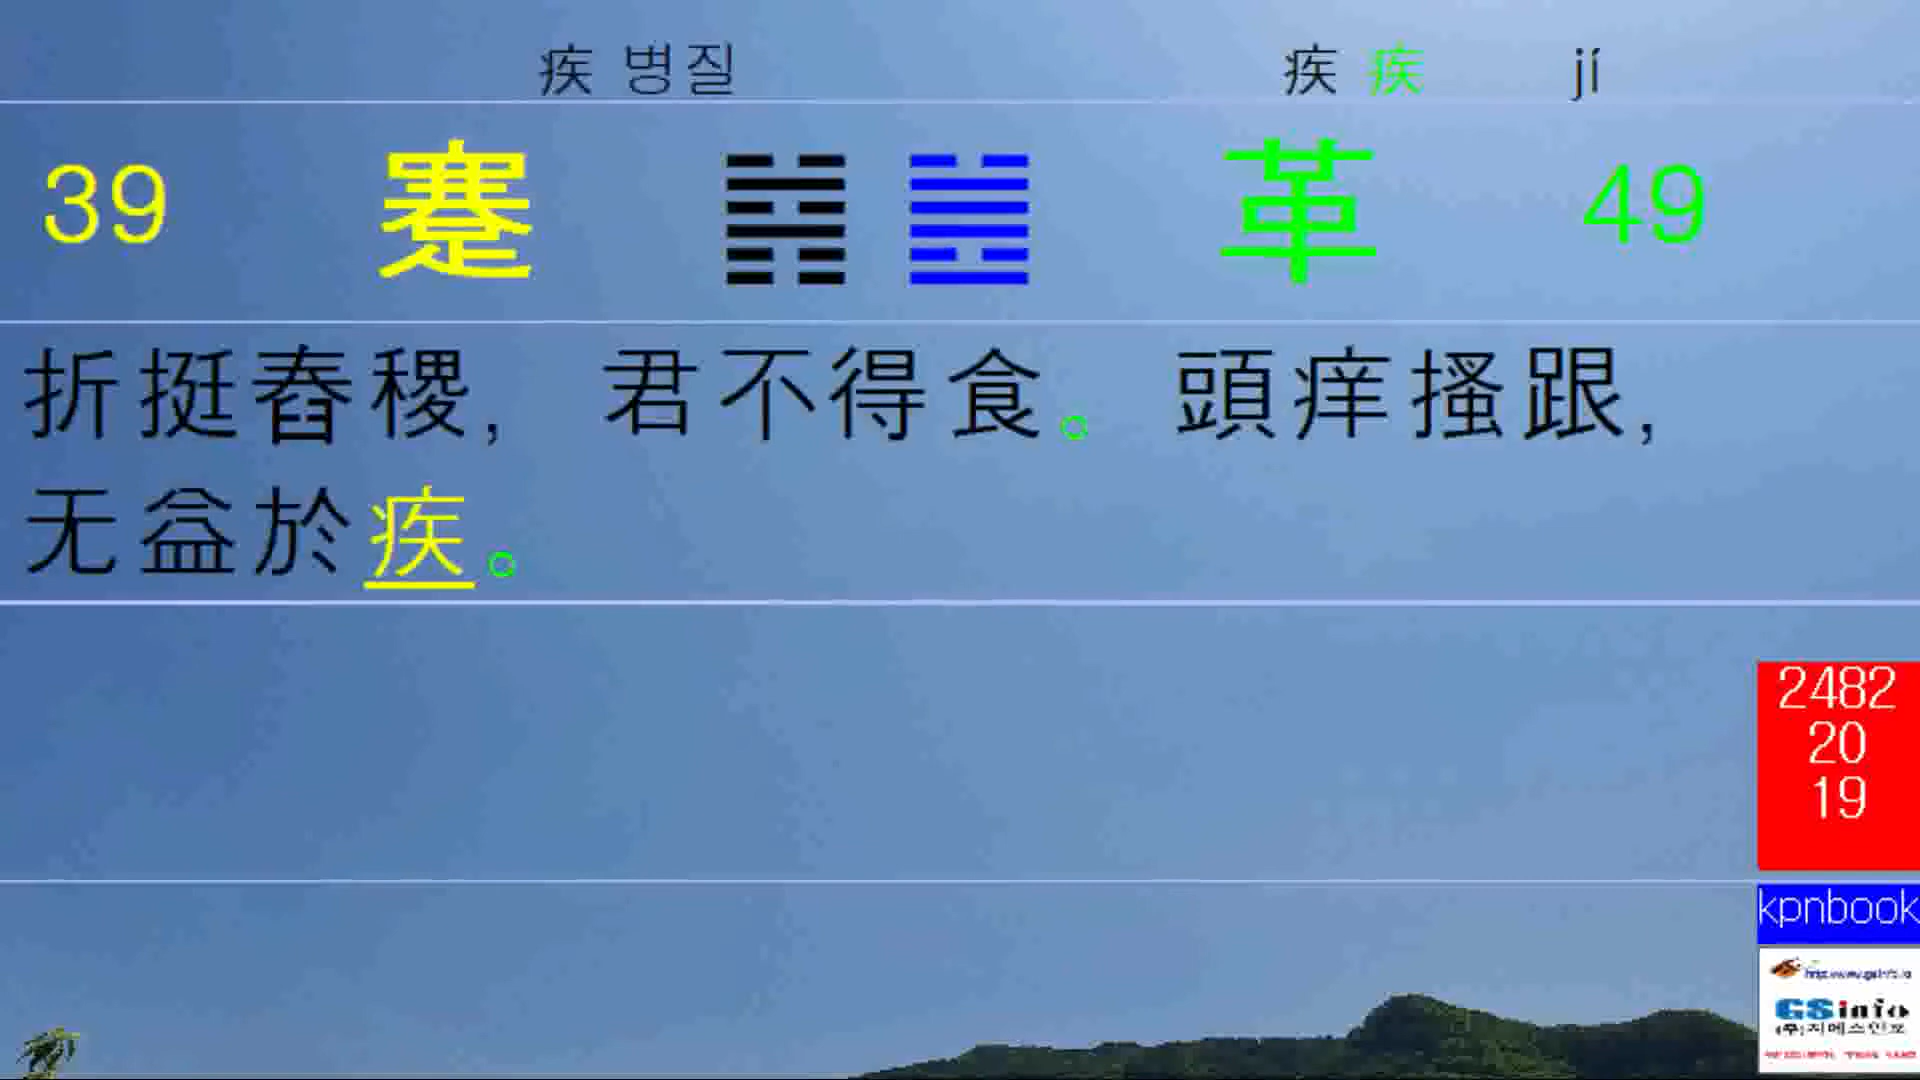 疾 병질 疾 疾 jí
39 蹇 革 49
折挺舂稷, 君不得食。 頭痒搔跟,
无益於疾。
2482
20
19
kpnbook
GSinfo
(주)지에스인포